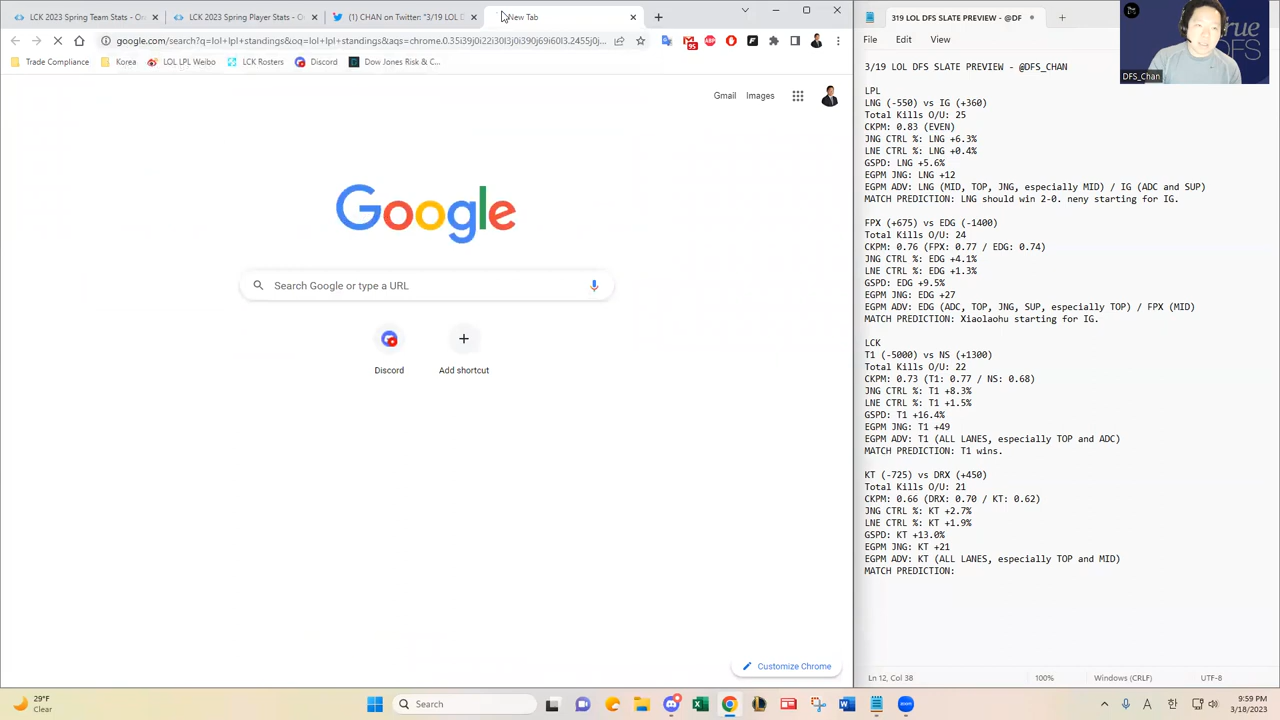 LCK 2023 Spring Team Stats - On
LCK 2023 Spring Player Stats - O
(1) CHAN on Twitter: "3/19 LOL D
New Tab
google.com/search?q=lol+lpl+standings&oq=lol+lpl+standings&aqs=chrome.0.35i39j0i22i30l3j0i390i69i60l3.2455j0j...
95
Trade Compliance
Korea
LOL LPL Weibo
LCK Rosters
Discord
Dow Jones Risk & C...
Gmail
Images
Google
Search Google or type a URL
Discord
Add shortcut
Customize Chrome
319 LOL DFS SLATE PREVIEW - @DF
File
Edit
View
DFS_Chan
3/19 LOL DFS SLATE PREVIEW - @DFS_CHAN
LPL
LNG (-550) vs IG (+360)
Total Kills O/U: 25
CKPM: 0.83 (EVEN)
JNG CTRL %: LNG +6.3%
LNE CTRL %: LNG +0.4%
GSPD: LNG +5.6%
EGPM JNG: LNG +12
EGPM ADV: LNG (MID, TOP, JNG, especially MID) / IG (ADC and SUP)
MATCH PREDICTION: LNG should win 2-0. neny starting for IG.
FPX (+675) vs EDG (-1400)
Total Kills O/U: 24
CKPM: 0.76 (FPX: 0.77 / EDG: 0.74)
JNG CTRL %: EDG +4.1%
LNE CTRL %: EDG +1.3%
GSPD: EDG +9.5%
EGPM JNG: EDG +27
EGPM ADV: EDG (ADC, TOP, JNG, SUP, especially TOP) / FPX (MID)
MATCH PREDICTION: Xiaolaohu starting for IG.
LCK
T1 (-5000) vs NS (+1300)
Total Kills O/U: 22
CKPM: 0.73 (T1: 0.77 / NS: 0.68)
JNG CTRL %: T1 +8.3%
LNE CTRL %: T1 +1.5%
GSPD: T1 +16.4%
EGPM JNG: T1 +49
EGPM ADV: T1 (ALL LANES, especially TOP and ADC)
MATCH PREDICTION: T1 wins.
KT (-725) vs DRX (+450)
Total Kills O/U: 21
CKPM: 0.66 (DRX: 0.70 / KT: 0.62)
JNG CTRL %: KT +2.7%
LNE CTRL %: KT +1.9%
GSPD: KT +13.0%
EGPM JNG: KT +21
EGPM ADV: KT (ALL LANES, especially TOP and MID)
MATCH PREDICTION:
Ln 12, Col 38
100%
Windows (CRLF)
UTF-8
29°F
Clear
Search
A
한
9:59 PM
3/18/2023